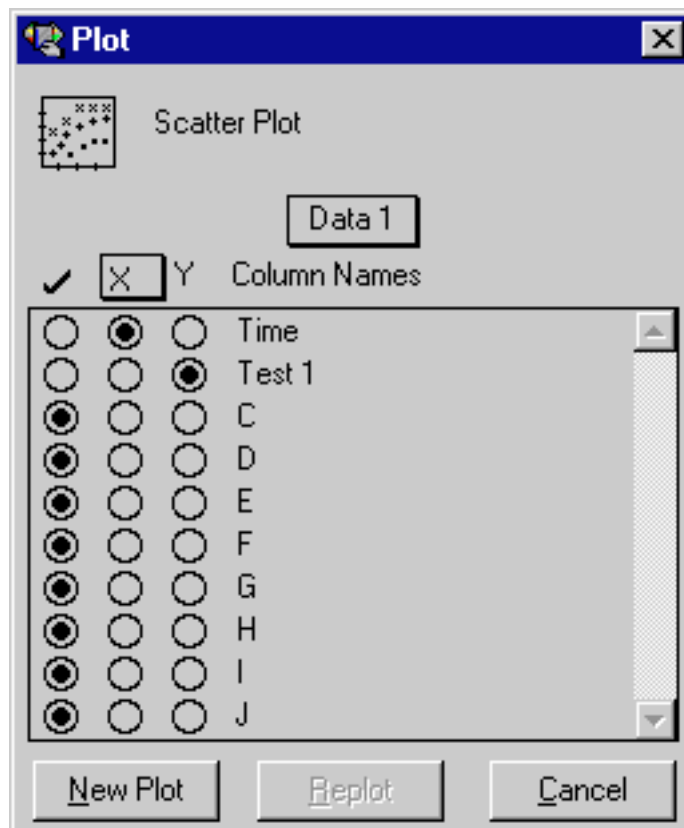 Plot
Scatter Plot
Data 1
X Y Column Names
Time
Test 1
C
D
E
F
G
H
I
J
New Plot Replot Cancel